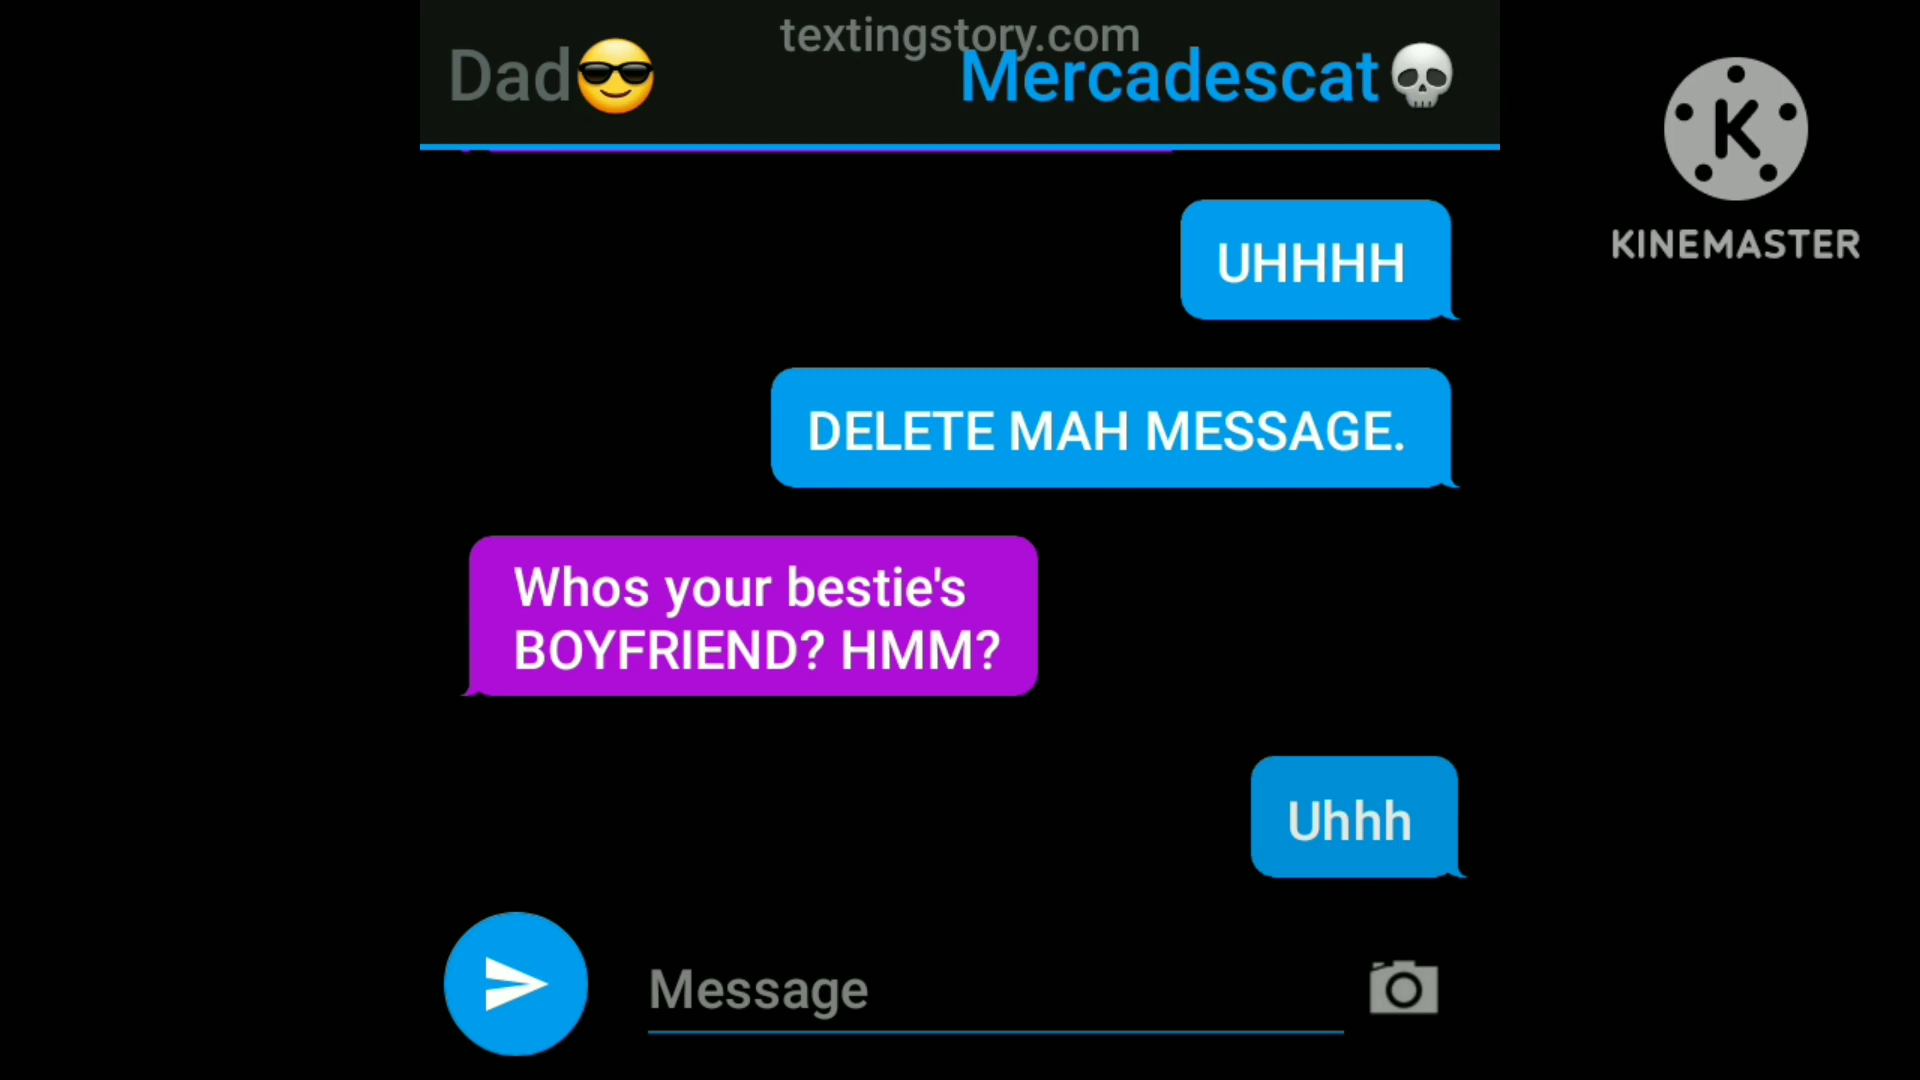 textingstory.com
Dad😎 Mercadescat💀
K
KINEMASTER
UHHHH
DELETE MAH MESSAGE.
Whos your bestie's
BOYFRIEND? HMM?
Uhhh
Message